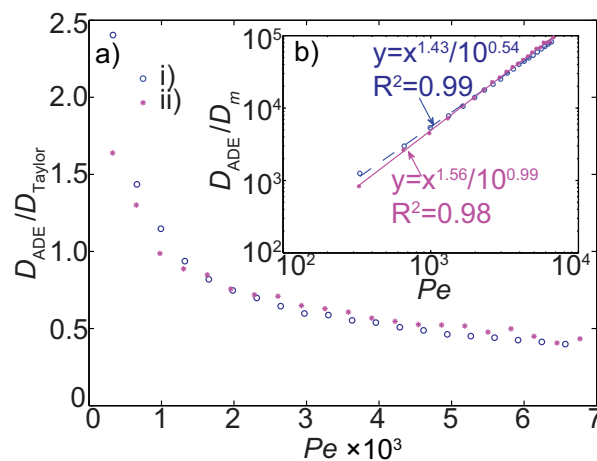 2.5
a)
i)
ii)
2.0
1.5
1.0
0.5
0
D_ADE/D_Taylor
0 1 2 3 4 5 6 7
Pe ×10³
b)
10⁵
10⁴
10³
10²
D_ADE/D_m
y=x^1.43/10^0.54
R²=0.99
y=x^1.56/10^0.99
R²=0.98
10² 10³ 10⁴
Pe